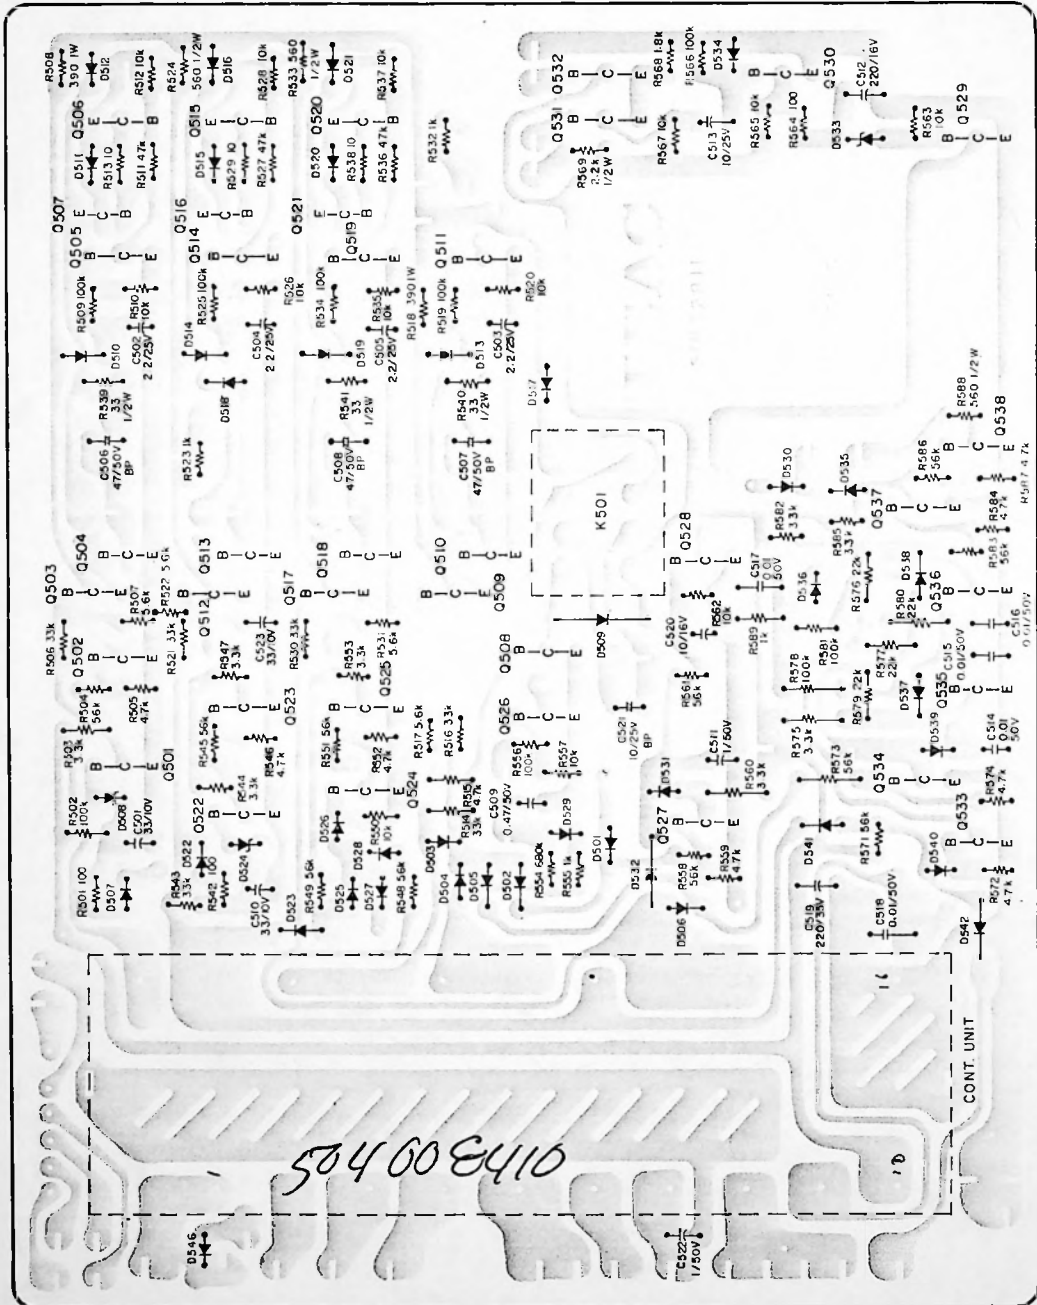 R508
390 1W
D512
R512 10k
R524
560 1/2W
D516
R528 10k
R533 560
1/2W
D521
R537 10k
Q506
E C B
Q515
E C B
Q520
E C B
D511
R513 10
R511 47k
D515
R529 10
R527 47k
D520
R538 10
R536 47k
R532 1k
Q507
E C B
Q516
E C B
Q521
E C B
Q505
B C E
Q514
B C E
Q519
B C E
Q511
B C E
R509 100k
R510
10k
R525 100k
R526
10k
R534 100k
R535
10k
R518 390 1W
R519 100k
R520
10k
D510
C502
2.2/25V
D514
C504
2.2/25V
D519
C505
2.2/25V
D513
C503
2.2/25V
R539
33
1/2W
D518
R541
33
1/2W
R540
33
1/2W
D517
C506
47/50V
BP
R523 1k
C508
47/50V
BP
C507
47/50V
BP
K501
Q504
B C E
Q513
B C E
Q518
B C E
Q510
B C E
Q503
B C E
Q512
B C E
Q517
B C E
Q509
B C E
R507
5.6k
R522 5.6k
R506 33k
R521 33k
C523
33/10V
R530 33k
D509
Q502
B C E
R547
3.3k
R553
3.3k
R531
5.6k
Q508
B C E
R504
56k
R505
4.7k
Q523
B C E
Q525
B C E
Q526
B C E
R503
3.3k
R545 56k
R546
4.7k
R551 56k
R552
4.7k
R517 5.6k
R516 33k
R556
100k
R557
10k
C521
10/25V
BP
Q501
B C E
R544
3.3k
Q522
B C E
Q524
B C E
R515
4.7k
R514
33k
C509
0.47/50V
R502
100k
D508
C501
33/10V
D522
D524
D526
D528
R550
10k
D503
D529
D501
R501 100
D507
R543
33k
R542 100
C510
33/10V
D523
R549 56k
D525
D527
R548 56k
D504
D505
D502
R554 680k
R555 1k
Q532
B C E
R568 1.8k
R566 100k
D534
Q530
B C E
C512
220/16V
Q531
B C E
R569
2.2k
1/2W
R567 10k
C513
10/25V
R565 10k
R564 100
D533
R563
10k
Q529
B C E
R588
560 1/2W
Q538
B C E
D530
D535
R586
56k
R587 4.7k
Q528
B C E
R582
3.3k
R585
3.3k
Q537
B C E
R584
4.7k
R583
56k
C517
0.01
50V
D536
R576 22k
D538
R562
10k
R589
1k
R580
22k
Q536
B C E
C516
0.01/50V
C520
10/16V
R581
100k
R577
22k
C515
0.01/50V
R561
56k
R578
100k
R579 22k
D537
Q535
B C E
C511
1/50V
R575
3.3k
D539
C514
0.01
50V
D531
R560
3.3k
R573
56k
Q534
B C E
R574
4.7k
Q527
B C E
D541
R571 56k
Q533
B C E
D532
R558
56k
R559
4.7k
D540
R572
4.7k
D506
C519
220/35V
C518
0.01/50V
D542
CONT. UNIT
16
10
504008410
D546
C522
1/50V